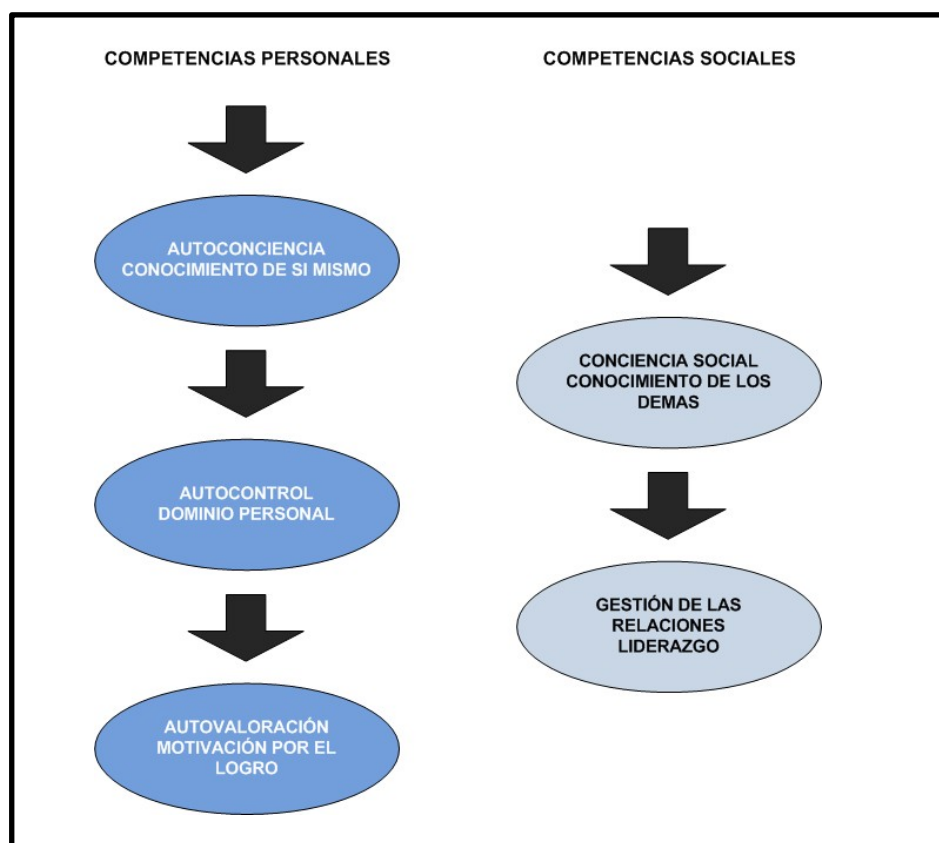 COMPETENCIAS PERSONALES
COMPETENCIAS SOCIALES
AUTOCONCIENCIA
CONOCIMIENTO DE SI MISMO
AUTOCONTROL
DOMINIO PERSONAL
AUTOVALORACIÓN
MOTIVACIÓN POR EL
LOGRO
CONCIENCIA SOCIAL
CONOCIMIENTO DE LOS
DEMAS
GESTIÓN DE LAS
RELACIONES
LIDERAZGO